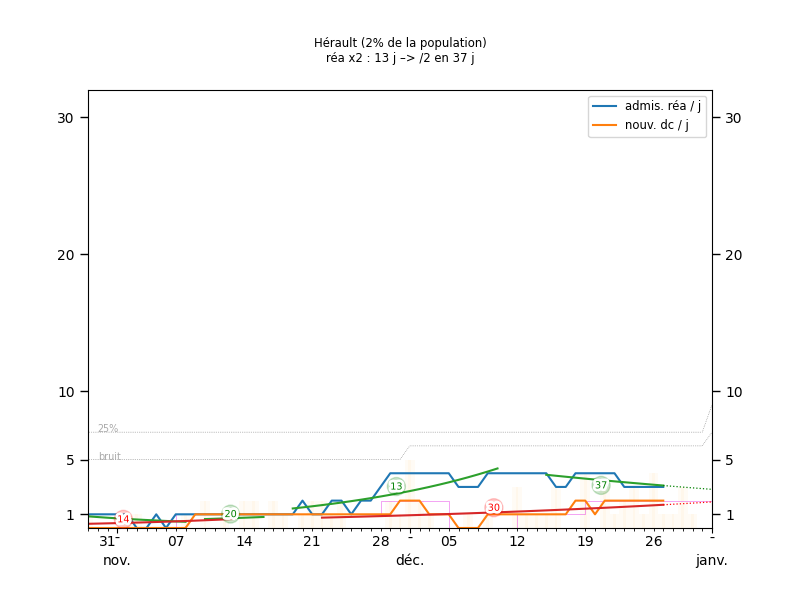 Hérault (2% de la population)
réa x2 : 13 j –> /2 en 37 j
admis. réa / j
nouv. dc / j
30 30
20 20
10 10
25%
5 5
bruit
13 37
30
1 14 20 1
31 07 14 21 28 05 12 19 26
nov. déc. janv.